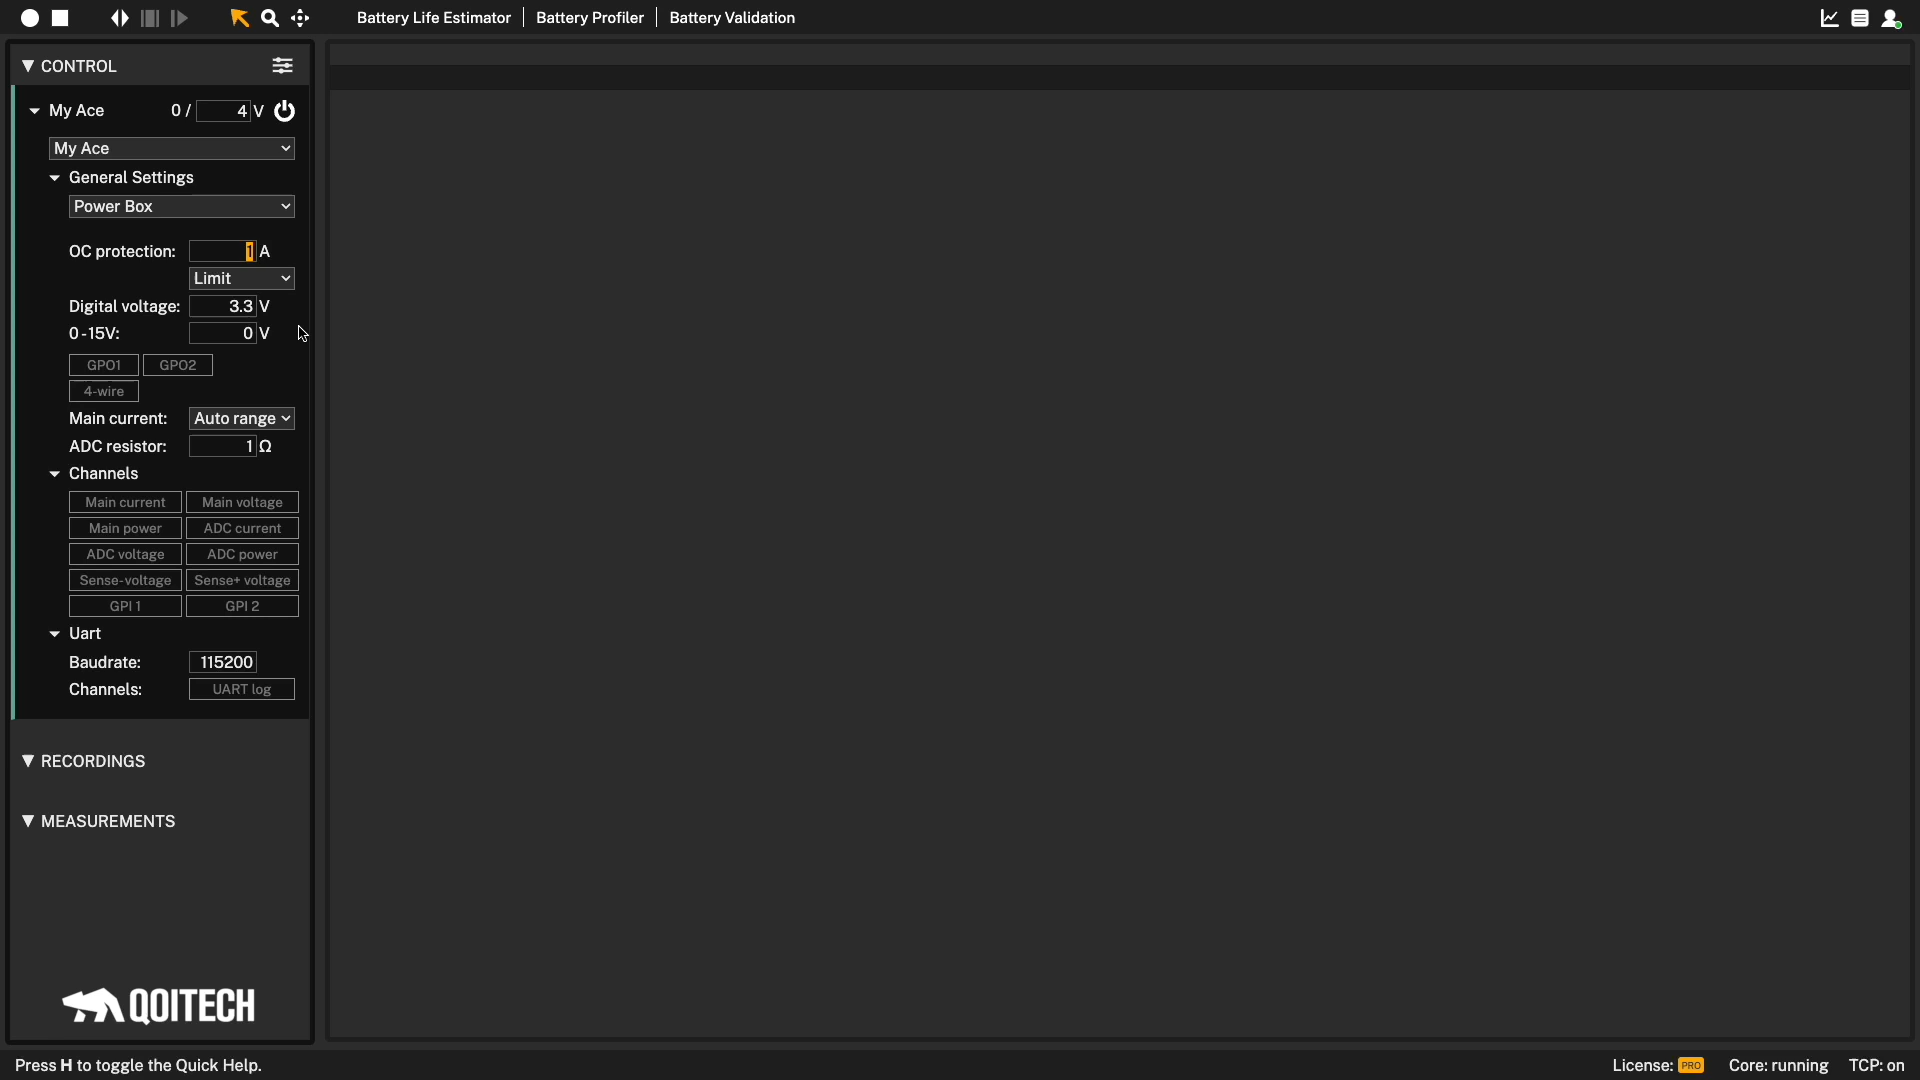 Battery Life Estimator Battery Profiler Battery Validation
CONTROL
My Ace 0 / 4 V
My Ace
General Settings
Power Box
OC protection: 1 A
Limit
Digital voltage: 3.3 V
0-15V: 0 V
GPO1 GPO2
4-wire
Main current: Auto range
ADC resistor: 1 Ω
Channels
Main current Main voltage
Main power ADC current
ADC voltage ADC power
Sense-voltage Sense+ voltage
GPI 1 GPI 2
Uart
Baudrate: 115200
Channels: UART log
RECORDINGS
MEASUREMENTS
QOITECH
Press H to toggle the Quick Help. License: PRO Core: running TCP: on